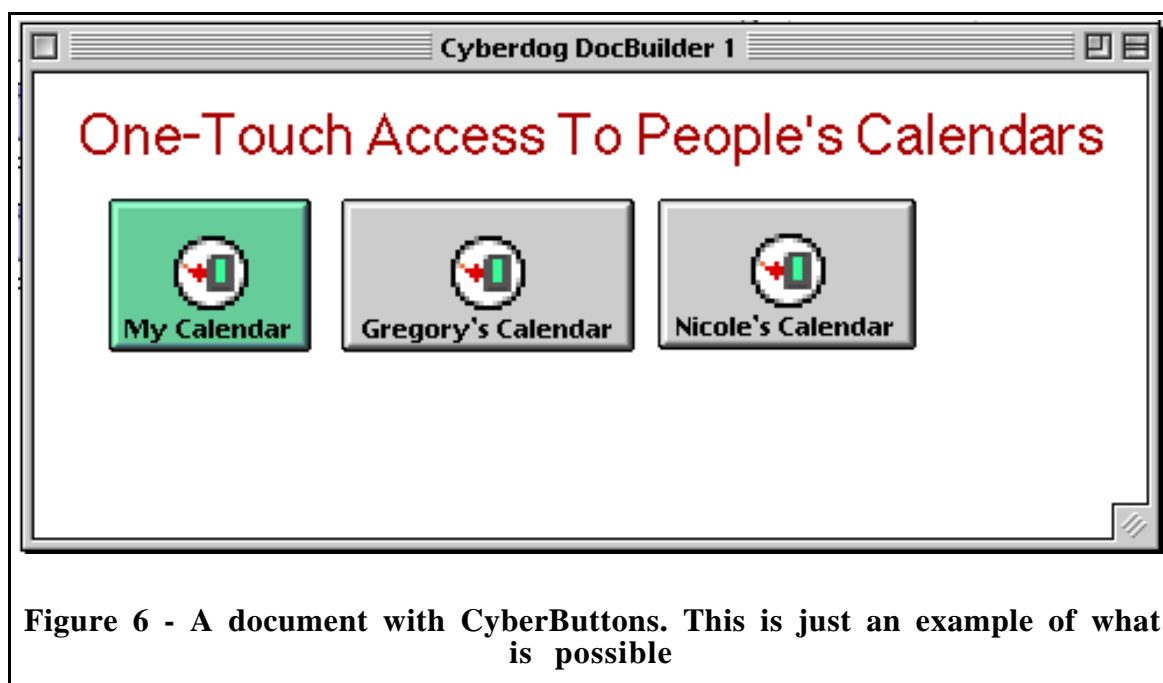 Cyberdog DocBuilder 1
One-Touch Access To People's Calendars
My Calendar
Gregory's Calendar
Nicole's Calendar
Figure 6 - A document with CyberButtons. This is just an example of what
is possible